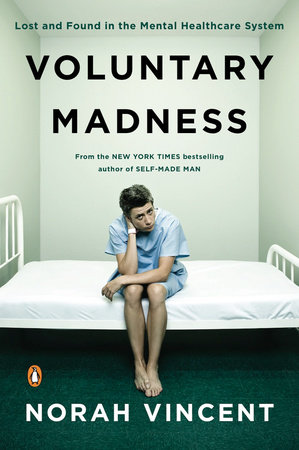 Lost and Found in the Mental Healthcare System
VOLUNTARY
MADNESS
From the NEW YORK TIMES bestselling
author of SELF-MADE MAN
NORAH VINCENT